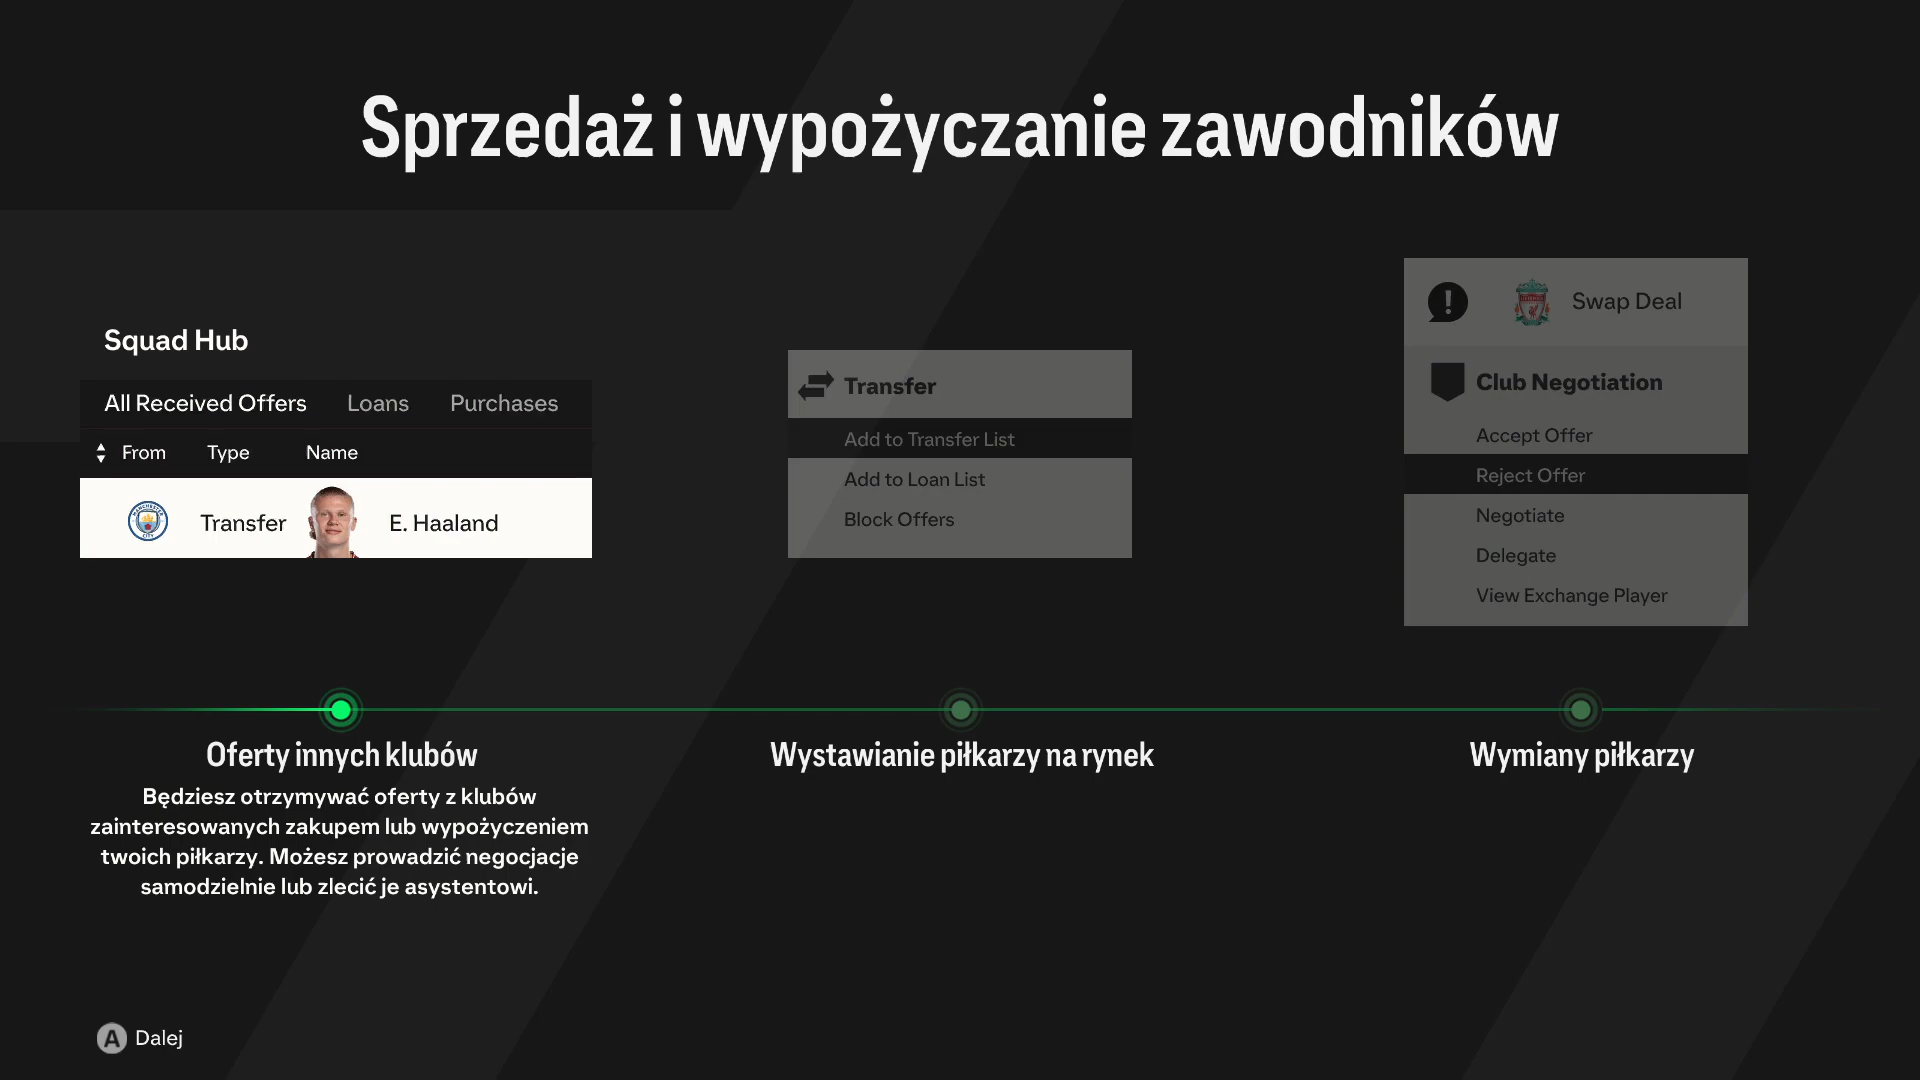 Sprzedaż i wypożyczanie zawodników
Squad Hub
All Received Offers Loans Purchases
From Type Name
Transfer E. Haaland
Transfer
Add to Transfer List
Add to Loan List
Block Offers
Swap Deal
Club Negotiation
Accept Offer
Reject Offer
Negotiate
Delegate
View Exchange Player
Oferty innych klubów
Będziesz otrzymywać oferty z klubów
zainteresowanych zakupem lub wypożyczeniem
twoich piłkarzy. Możesz prowadzić negocjacje
samodzielnie lub zlecić je asystentowi.
Wystawianie piłkarzy na rynek
Wymiany piłkarzy
A Dalej